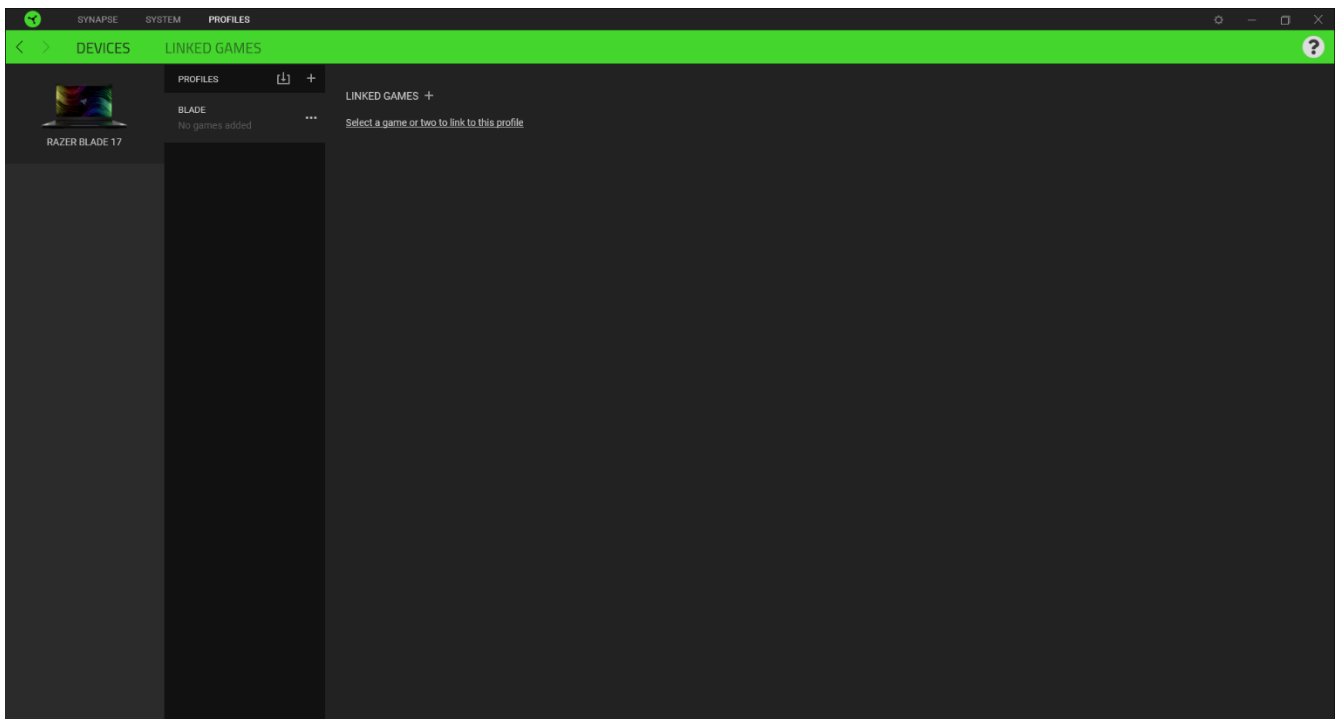 SYNAPSE SYSTEM PROFILES
DEVICES LINKED GAMES
?
PROFILES
BLADE
No games added
RAZER BLADE 17
LINKED GAMES +
Select a game or two to link to this profile